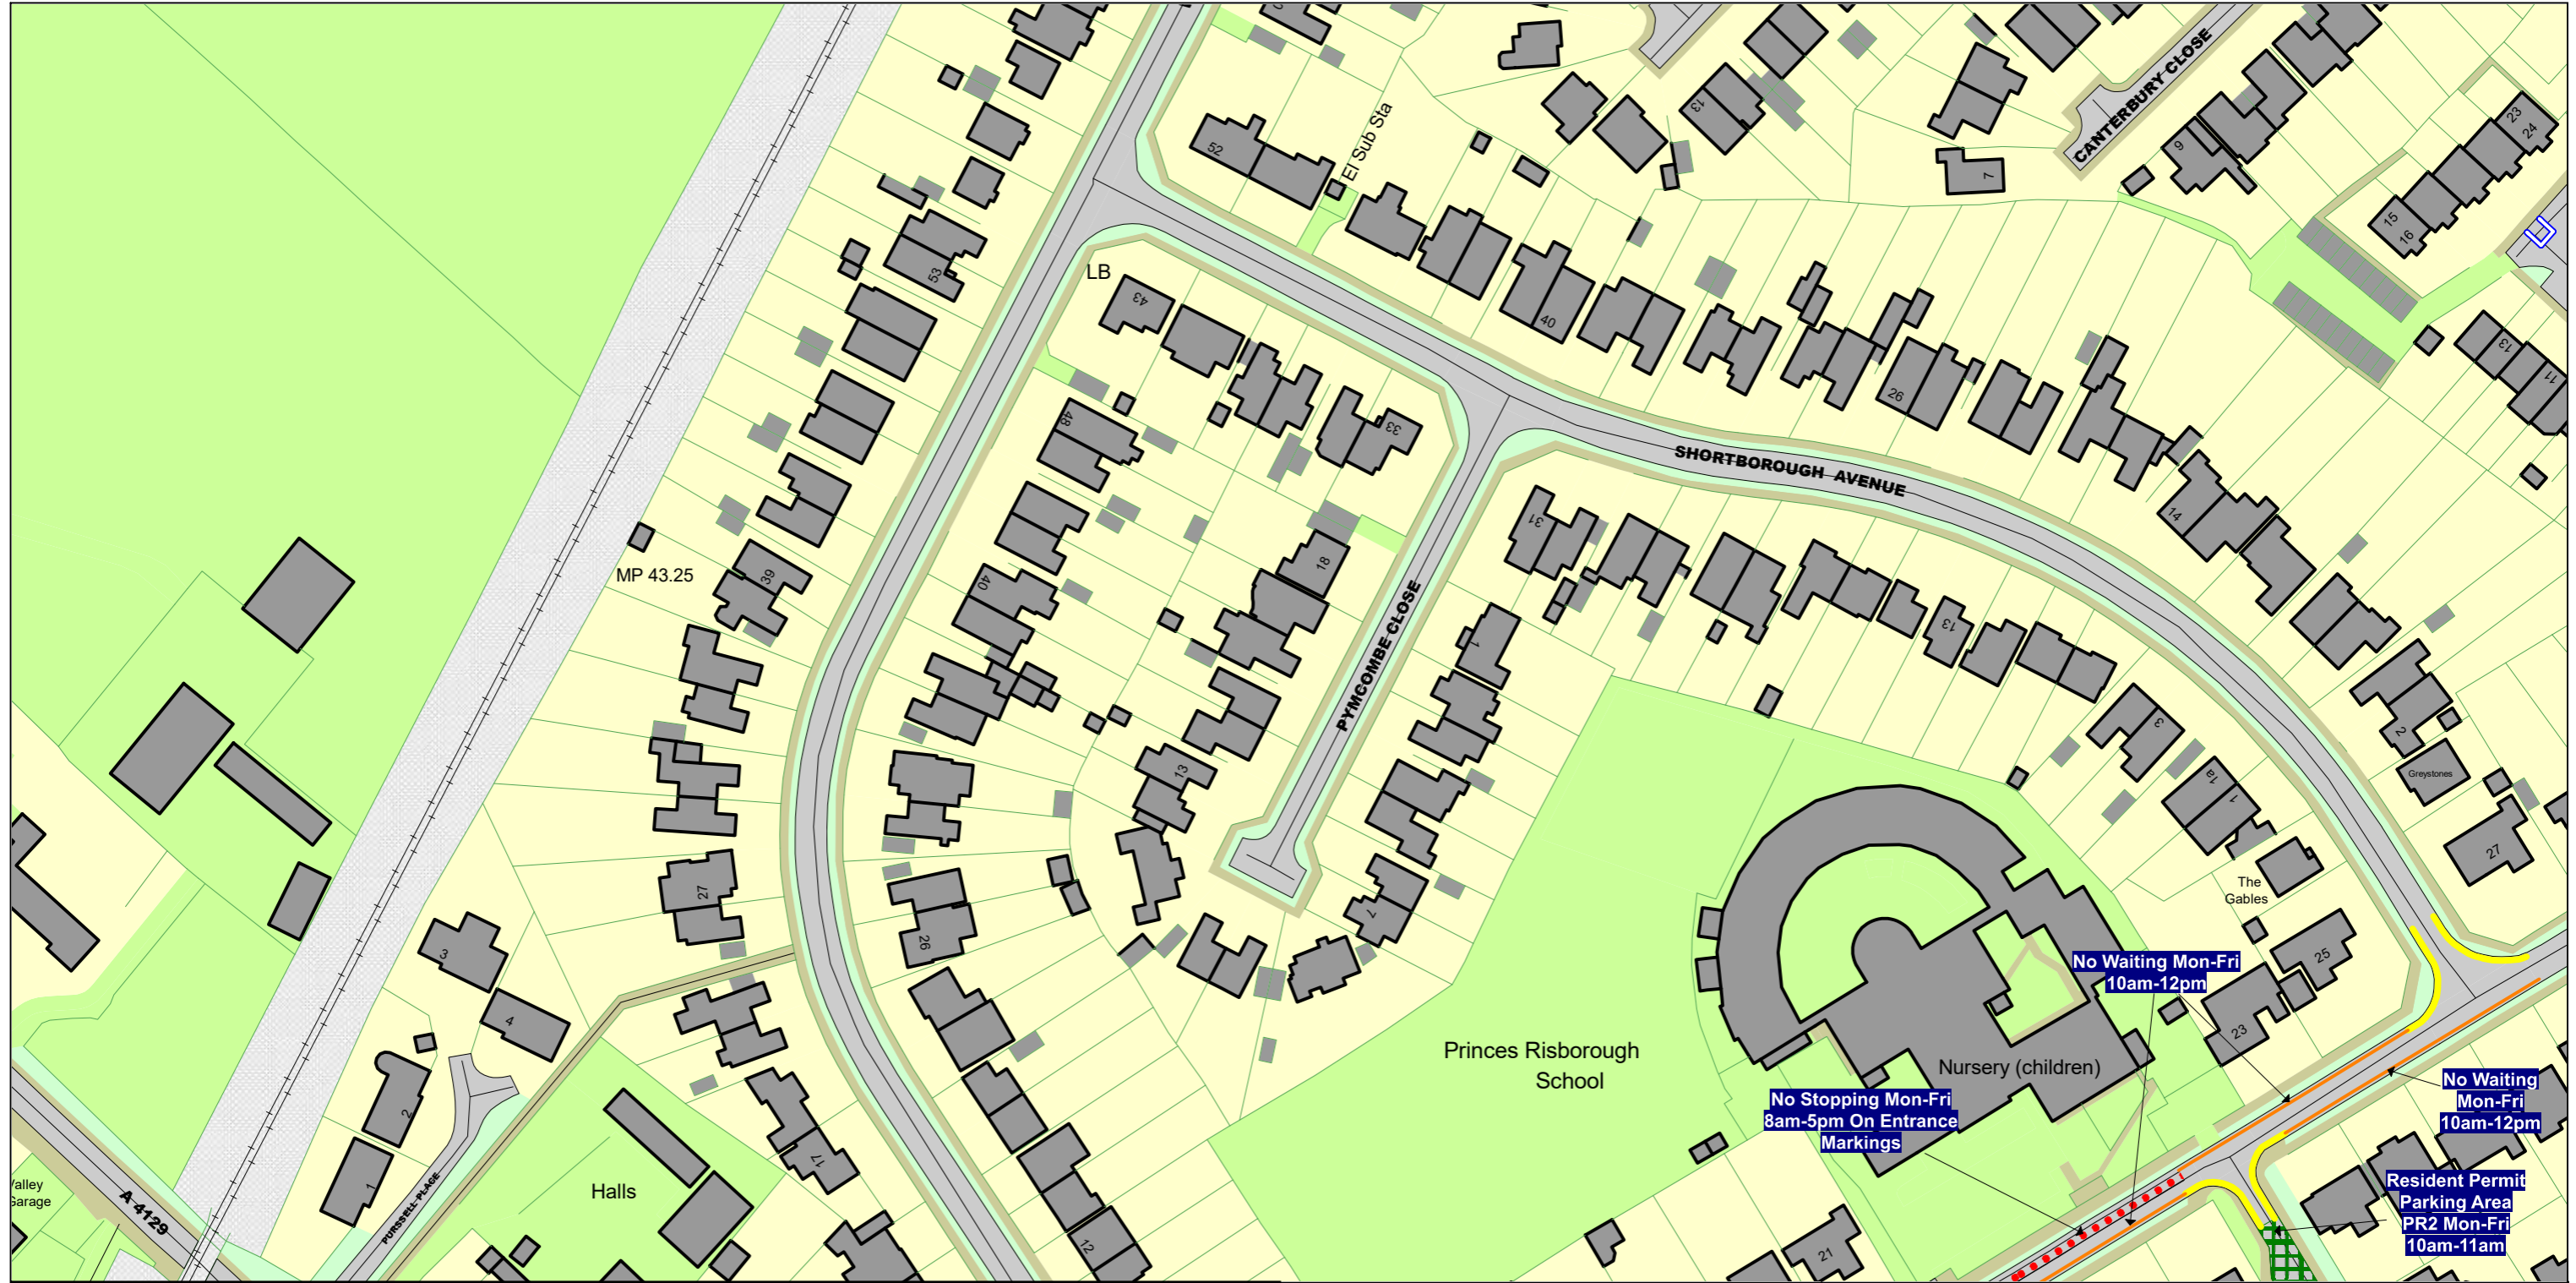 CANTERBURY CLOSE
El Sub Sta
52
13
7
9
23
24
15
16
53
LB
43
40
13
11
48
33
26
SHORTBOROUGH AVENUE
14
31
18
MP 43.25
39
40
PYMCOMBE CLOSE
1
13
3
2
Greystones
1a
1
13
27
27
The
Gables
7
26
25
3
4
23
No Waiting Mon-Fri
10am-12pm
Princes Risborough
School
Nursery (children)
No Stopping Mon-Fri
8am-5pm On Entrance
Markings
No Waiting
Mon-Fri
10am-12pm
2
17
1
Halls
Resident Permit
Parking Area
PR2 Mon-Fri
10am-11am
alley
arage
A 4129
PURSSELL PLACE
12
21